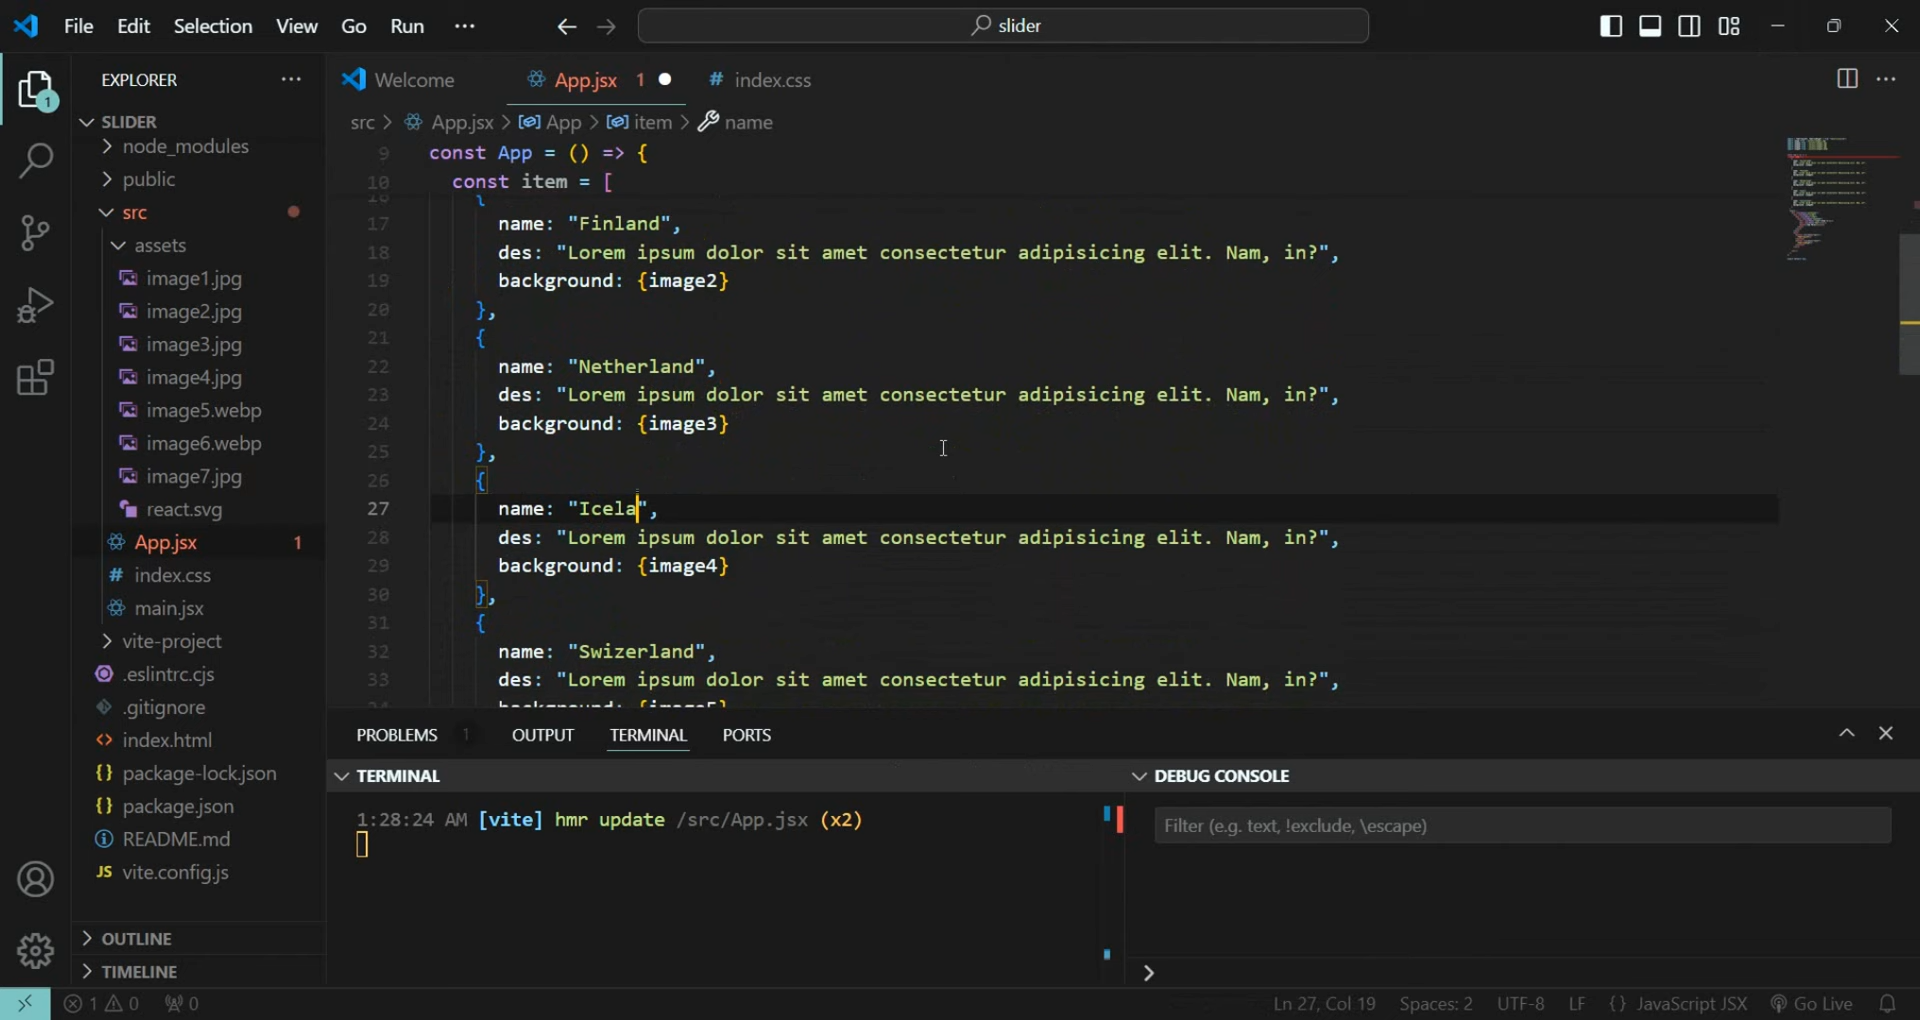 File Edit Selection View Go Run ··· slider
EXPLORER ···
Welcome App.jsx 1 # index.css
src > App.jsx > App > item > name
SLIDER
node_modules
public
src
assets
image1.jpg
image2.jpg
image3.jpg
image4.jpg
image5.webp
image6.webp
image7.jpg
react.svg
App.jsx 1
# index.css
main.jsx
vite-project
.eslintrc.cjs
.gitignore
<> index.html
{} package-lock.json
{} package.json
README.md
JS vite.config.js
OUTLINE
TIMELINE
9 const App = () => {
10 const item = [
16 {
17 name: "Finland",
18 des: "Lorem ipsum dolor sit amet consectetur adipisicing elit. Nam, in?",
19 background: {image2}
20 },
21 {
22 name: "Netherland",
23 des: "Lorem ipsum dolor sit amet consectetur adipisicing elit. Nam, in?",
24 background: {image3}
25 },
26 {
27 name: "Icela",
28 des: "Lorem ipsum dolor sit amet consectetur adipisicing elit. Nam, in?",
29 background: {image4}
30 },
31 {
32 name: "Swizerland",
33 des: "Lorem ipsum dolor sit amet consectetur adipisicing elit. Nam, in?",
34 background: {image5}
PROBLEMS 1 OUTPUT TERMINAL PORTS
TERMINAL
1:28:24 AM [vite] hmr update /src/App.jsx (x2)
DEBUG CONSOLE
Filter (e.g. text, !exclude, \escape)
1 0 0 Ln 27, Col 19 Spaces: 2 UTF-8 LF {} JavaScript JSX Go Live